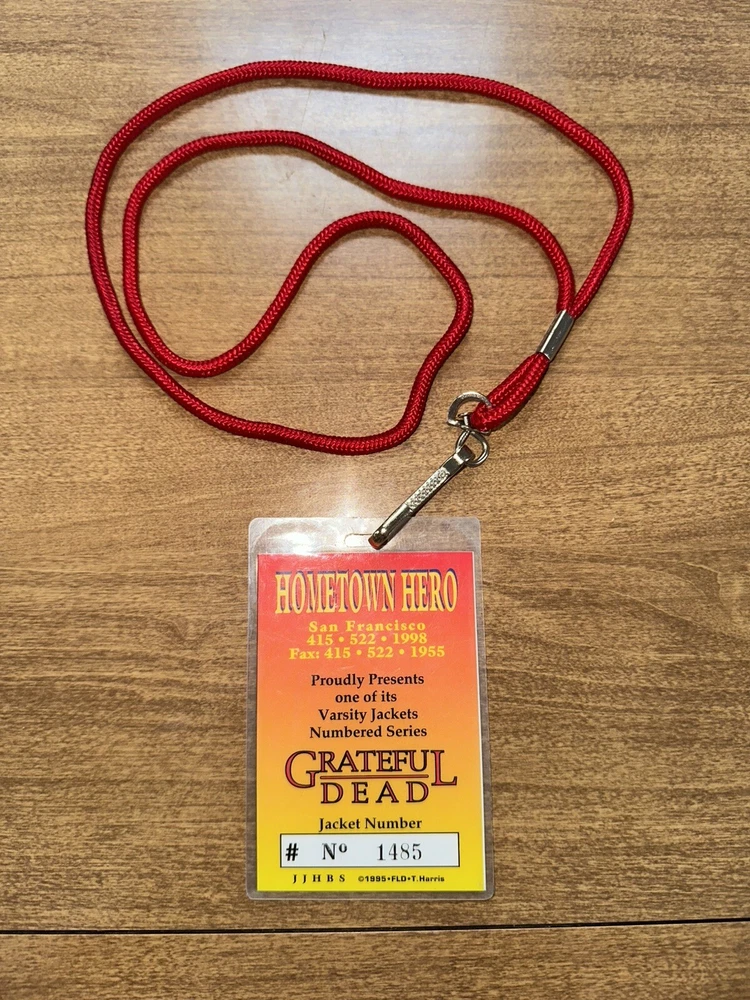 HOMETOWN HERO
San Francisco
415 • 522 • 1998
Fax: 415 • 522 • 1955
Proudly Presents
one of its
Varsity Jackets
Numbered Series
GRATEFUL
DEAD
Jacket Number
# Nº 1485
JJHBS ©1995•FLD•T.Harris